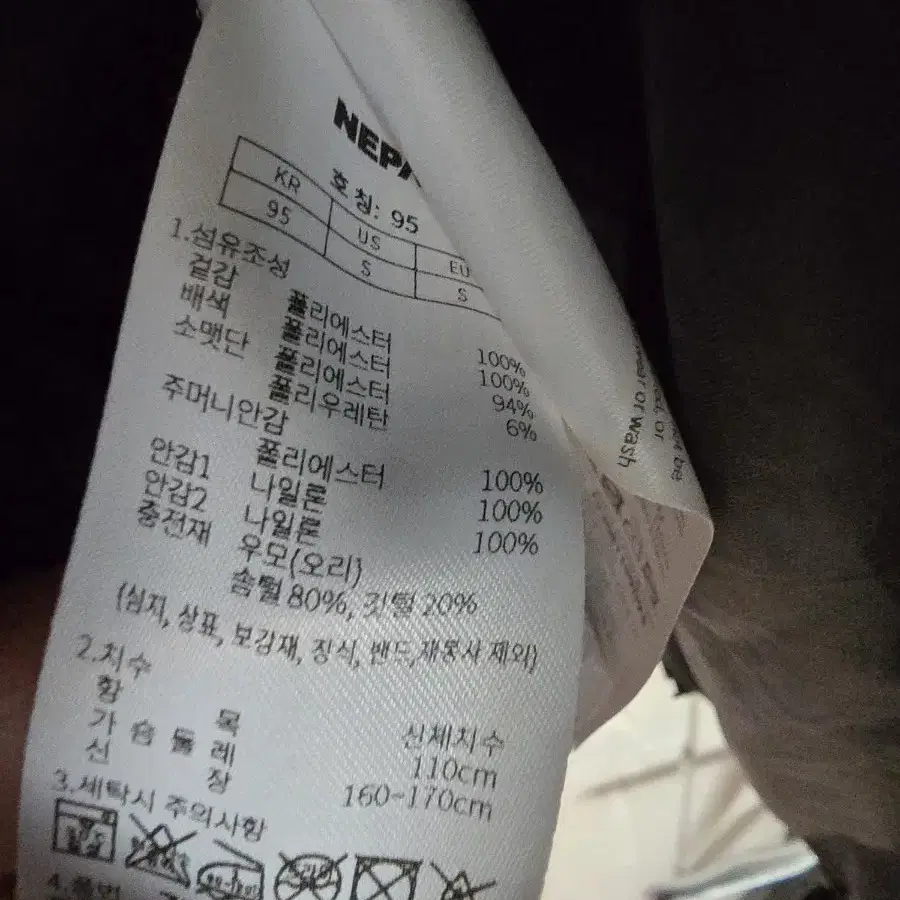 NEPA
호칭: 95
KR US EU
95 S S
1.섬유조성
겉감 폴리에스터 100%
배색 폴리에스터 100%
소맷단 폴리에스터 94%
폴리우레탄 6%
주머니안감
폴리에스터 100%
안감1 나일론 100%
안감2 나일론 100%
충전재 우모(오리)
솜털 80%, 깃털 20%
(심지, 상표, 보강재, 장식, 밴드,재봉사 제외)
2.치수
항 목 신체치수
가슴둘레 110cm
신 장 160~170cm
3.세탁시 주의사항
or wash
be